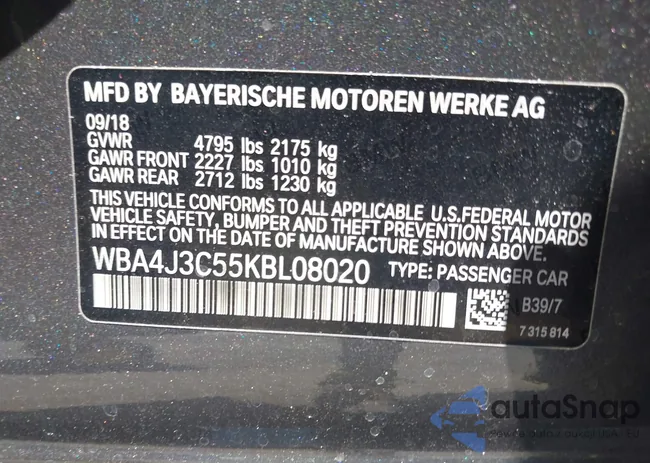 MFD BY BAYERISCHE MOTOREN WERKE AG
09/18
GVWR 4795 lbs 2175 kg
GAWR FRONT 2227 lbs 1010 kg
GAWR REAR 2712 lbs 1230 kg
THIS VEHICLE CONFORMS TO ALL APPLICABLE U.S.FEDERAL MOTOR
VEHICLE SAFETY, BUMPER AND THEFT PREVENTION STANDARDS
IN EFFECT ON THE DATE OF MANUFACTURE SHOWN ABOVE.
WBA4J3C55KBL08020 TYPE: PASSENGER CAR
B39/7
7 315 814
autoSnap